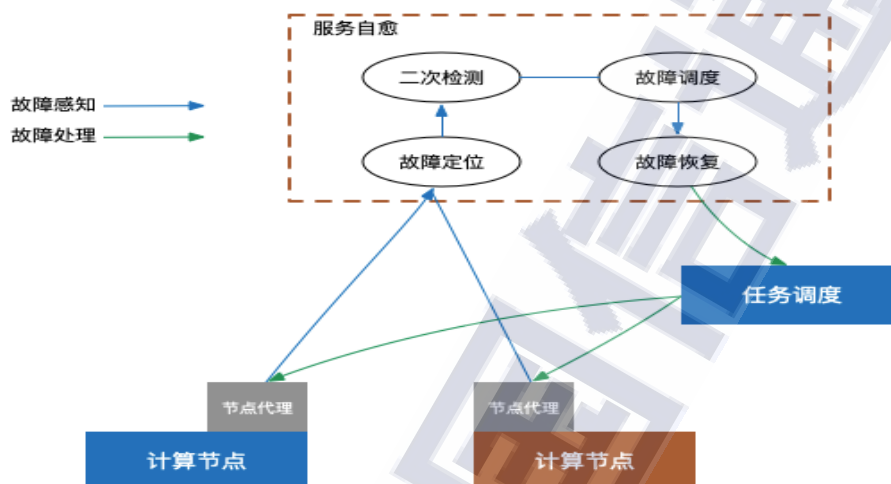 服务自愈
二次检测
故障调度
故障感知
故障处理
故障定位
故障恢复
任务调度
节点代理
节点代理
计算节点
计算节点